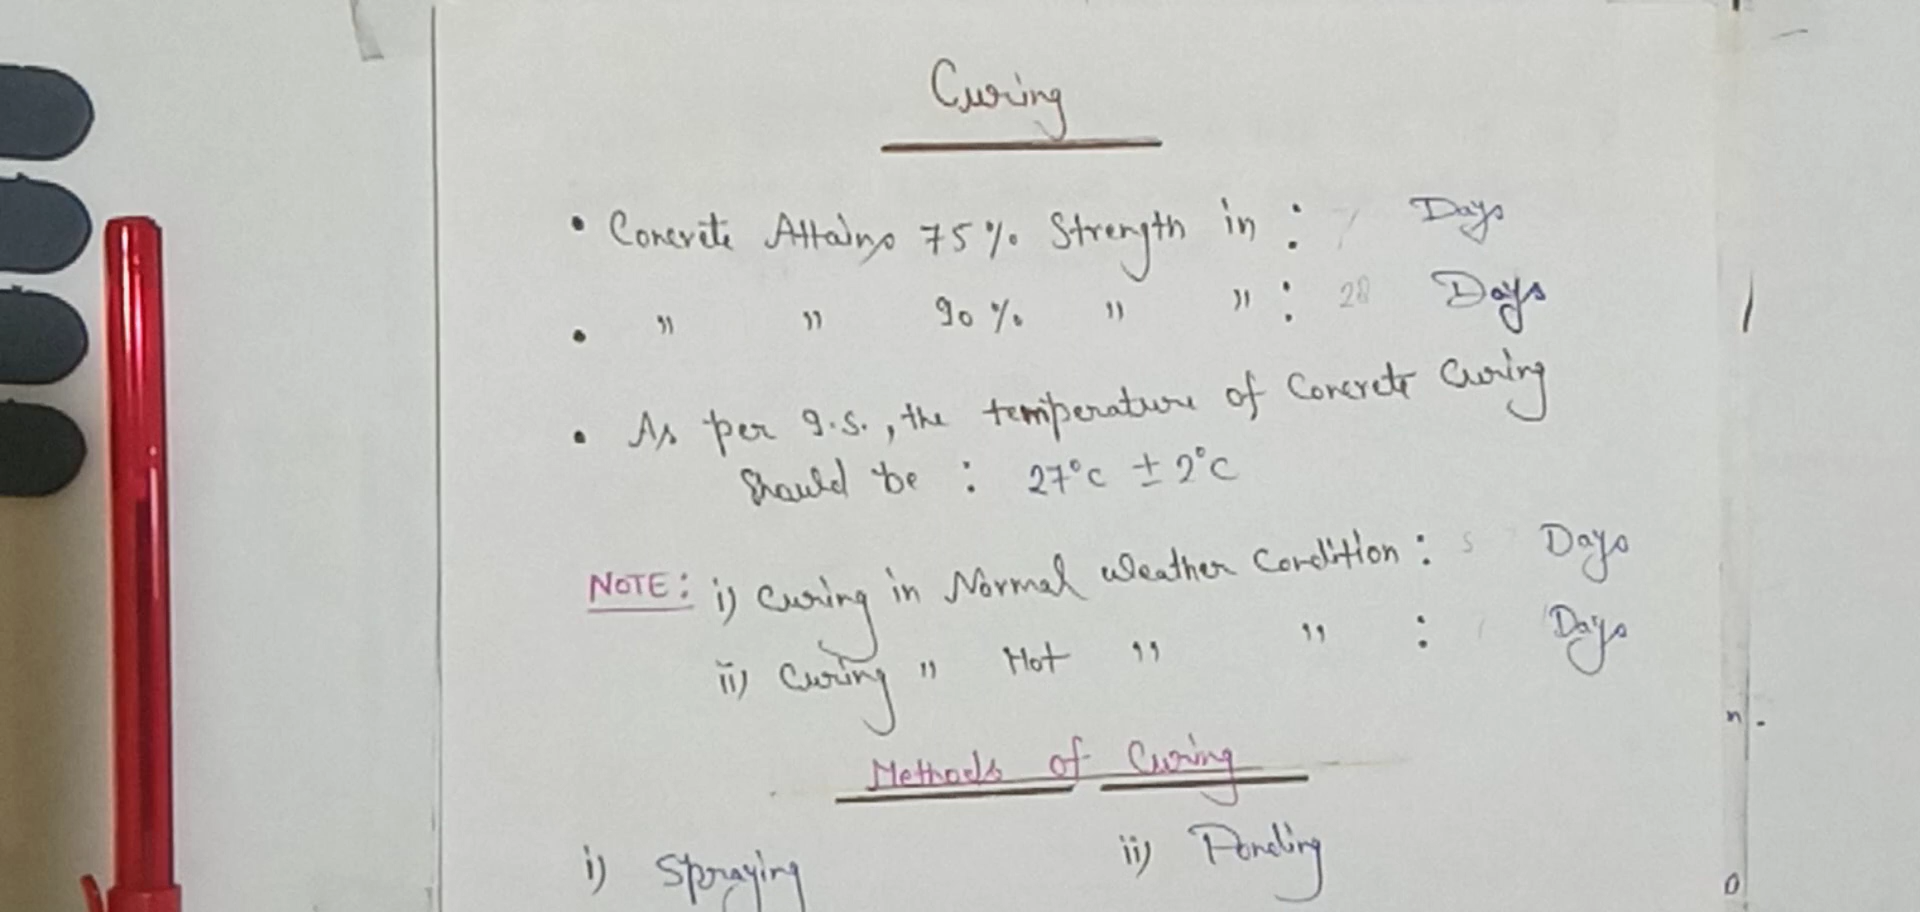 Curing
• Concrete Attains 75% Strength in : 7 Days
• " " 90% " " : 28 Days
• As per I.S., the temperature of Concrete Curing
Should be : 27°C ± 2°C
NOTE: i) Curing in Normal Weather Condition : Days
ii) Curing " Hot " " : Days
Methods of Curing
i) Spraying ii) Ponding